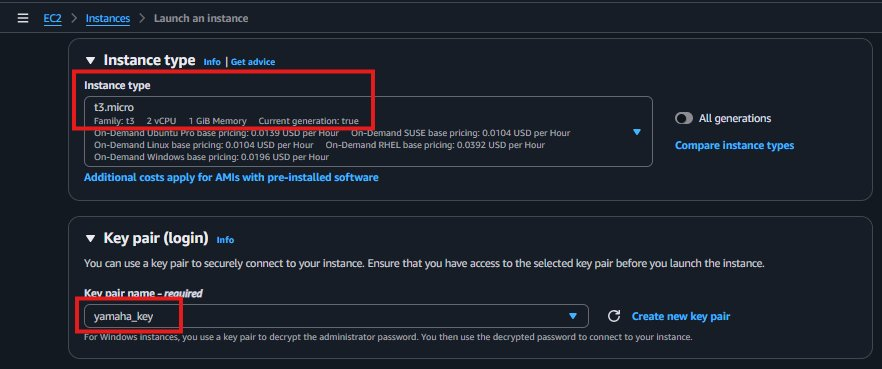 EC2 > Instances > Launch an instance
Instance type Info | Get advice
Instance type
t3.micro
Family: t3 2 vCPU 1 GiB Memory Current generation: true
On-Demand Ubuntu Pro base pricing: 0.0139 USD per Hour On-Demand SUSE base pricing: 0.0104 USD per Hour
On-Demand Linux base pricing: 0.0104 USD per Hour On-Demand RHEL base pricing: 0.0392 USD per Hour
On-Demand Windows base pricing: 0.0196 USD per Hour
All generations
Compare instance types
Additional costs apply for AMIs with pre-installed software
Key pair (login) Info
You can use a key pair to securely connect to your instance. Ensure that you have access to the selected key pair before you launch the instance.
Key pair name - required
yamaha_key
Create new key pair
For Windows instances, you use a key pair to decrypt the administrator password. You then use the decrypted password to connect to your instance.